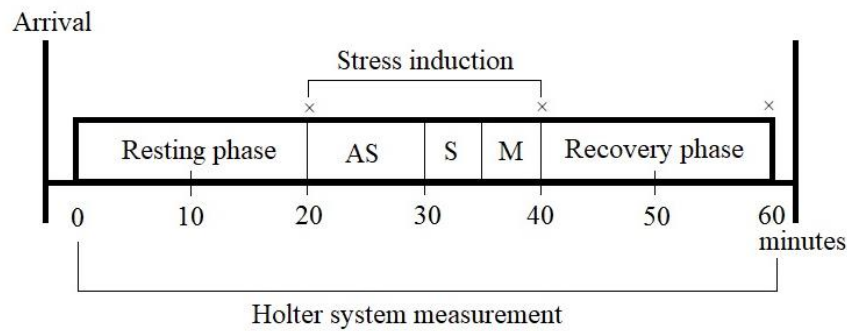 Arrival
Stress induction
× × ×
Resting phase AS S M Recovery phase
0 10 20 30 40 50 60
minutes
Holter system measurement